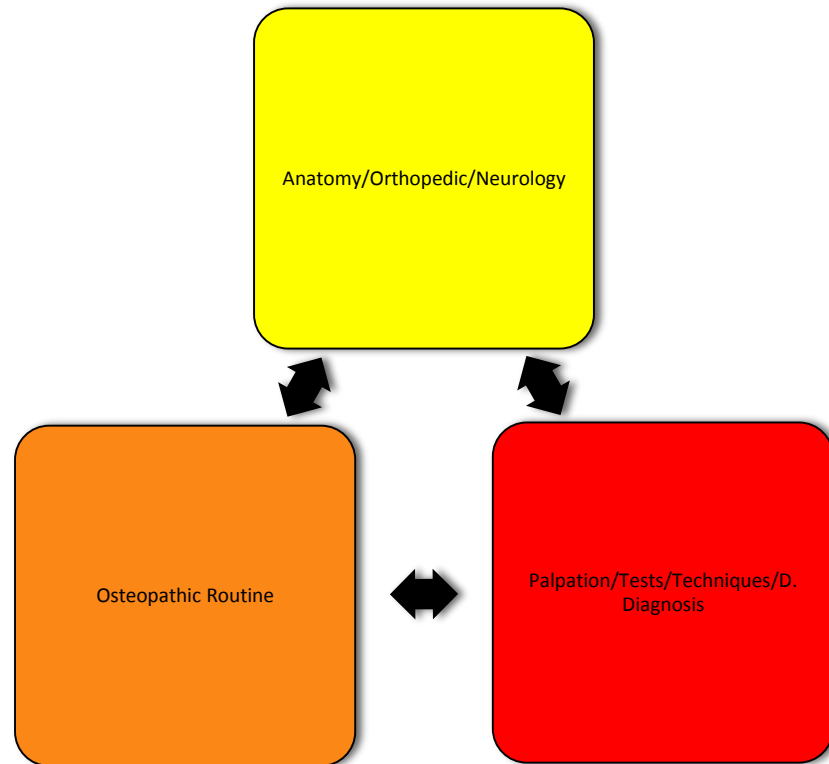 Anatomy/Orthopedic/Neurology
Osteopathic Routine
Palpation/Tests/Techniques/D.
Diagnosis